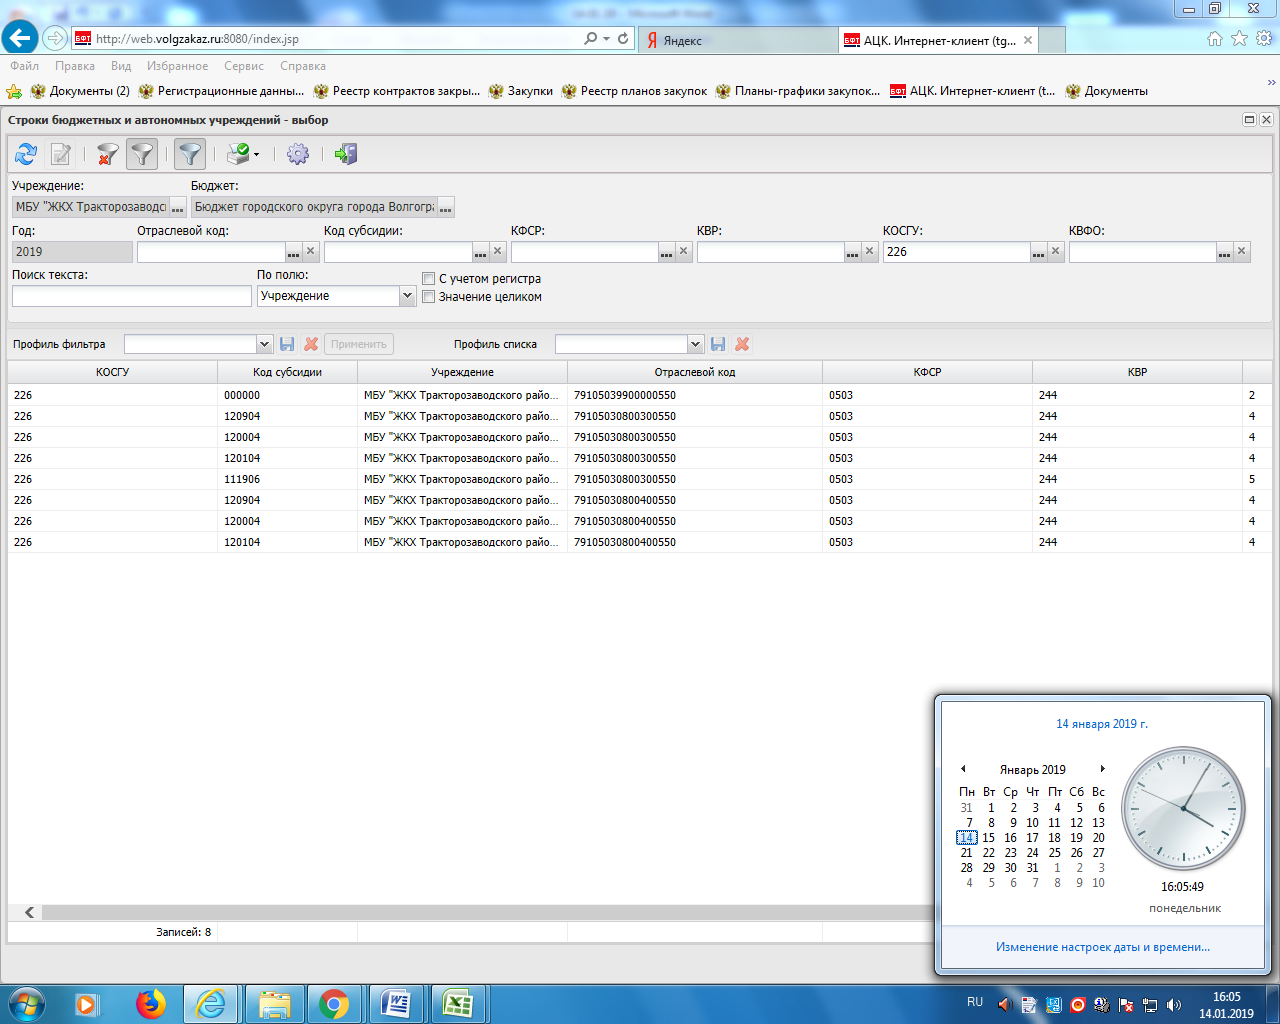 http://web.volgzakaz.ru:8080/index.jsp
Яндекс
АЦК. Интернет-клиент (tg...
Файл Правка Вид Избранное Сервис Справка
Документы (2) Регистрационные данны... Реестр контрактов закры... Закупки Реестр планов закупок Планы-графики закупок... АЦК. Интернет-клиент (t... Документы
Строки бюджетных и автономных учреждений - выбор
Учреждение: Бюджет:
МБУ "ЖКХ Тракторозаводс Бюджет городского округа города Волгогра
Год: Отраслевой код: Код субсидии: КФСР: КВР: КОСГУ: КВФО:
2019 226
Поиск текста: По полю: С учетом регистра
Учреждение Значение целиком
Профиль фильтра Применить Профиль списка
КОСГУ Код субсидии Учреждение Отраслевой код КФСР КВР
226 000000 МБУ "ЖКХ Тракторозаводского райо... 79105039900000550 0503 244 2
226 120904 МБУ "ЖКХ Тракторозаводского райо... 79105030800300550 0503 244 4
226 120004 МБУ "ЖКХ Тракторозаводского райо... 79105030800300550 0503 244 4
226 120104 МБУ "ЖКХ Тракторозаводского райо... 79105030800300550 0503 244 4
226 111906 МБУ "ЖКХ Тракторозаводского райо... 79105030800300550 0503 244 5
226 120904 МБУ "ЖКХ Тракторозаводского райо... 79105030800400550 0503 244 4
226 120004 МБУ "ЖКХ Тракторозаводского райо... 79105030800400550 0503 244 4
226 120104 МБУ "ЖКХ Тракторозаводского райо... 79105030800400550 0503 244 4
Записей: 8
14 января 2019 г.
Январь 2019
Пн Вт Ср Чт Пт Сб Вс
31 1 2 3 4 5 6
7 8 9 10 11 12 13
14 15 16 17 18 19 20
21 22 23 24 25 26 27
28 29 30 31 1 2 3
4 5 6 7 8 9 10
16:05:49
понедельник
Изменение настроек даты и времени...
RU
16:05
14.01.2019